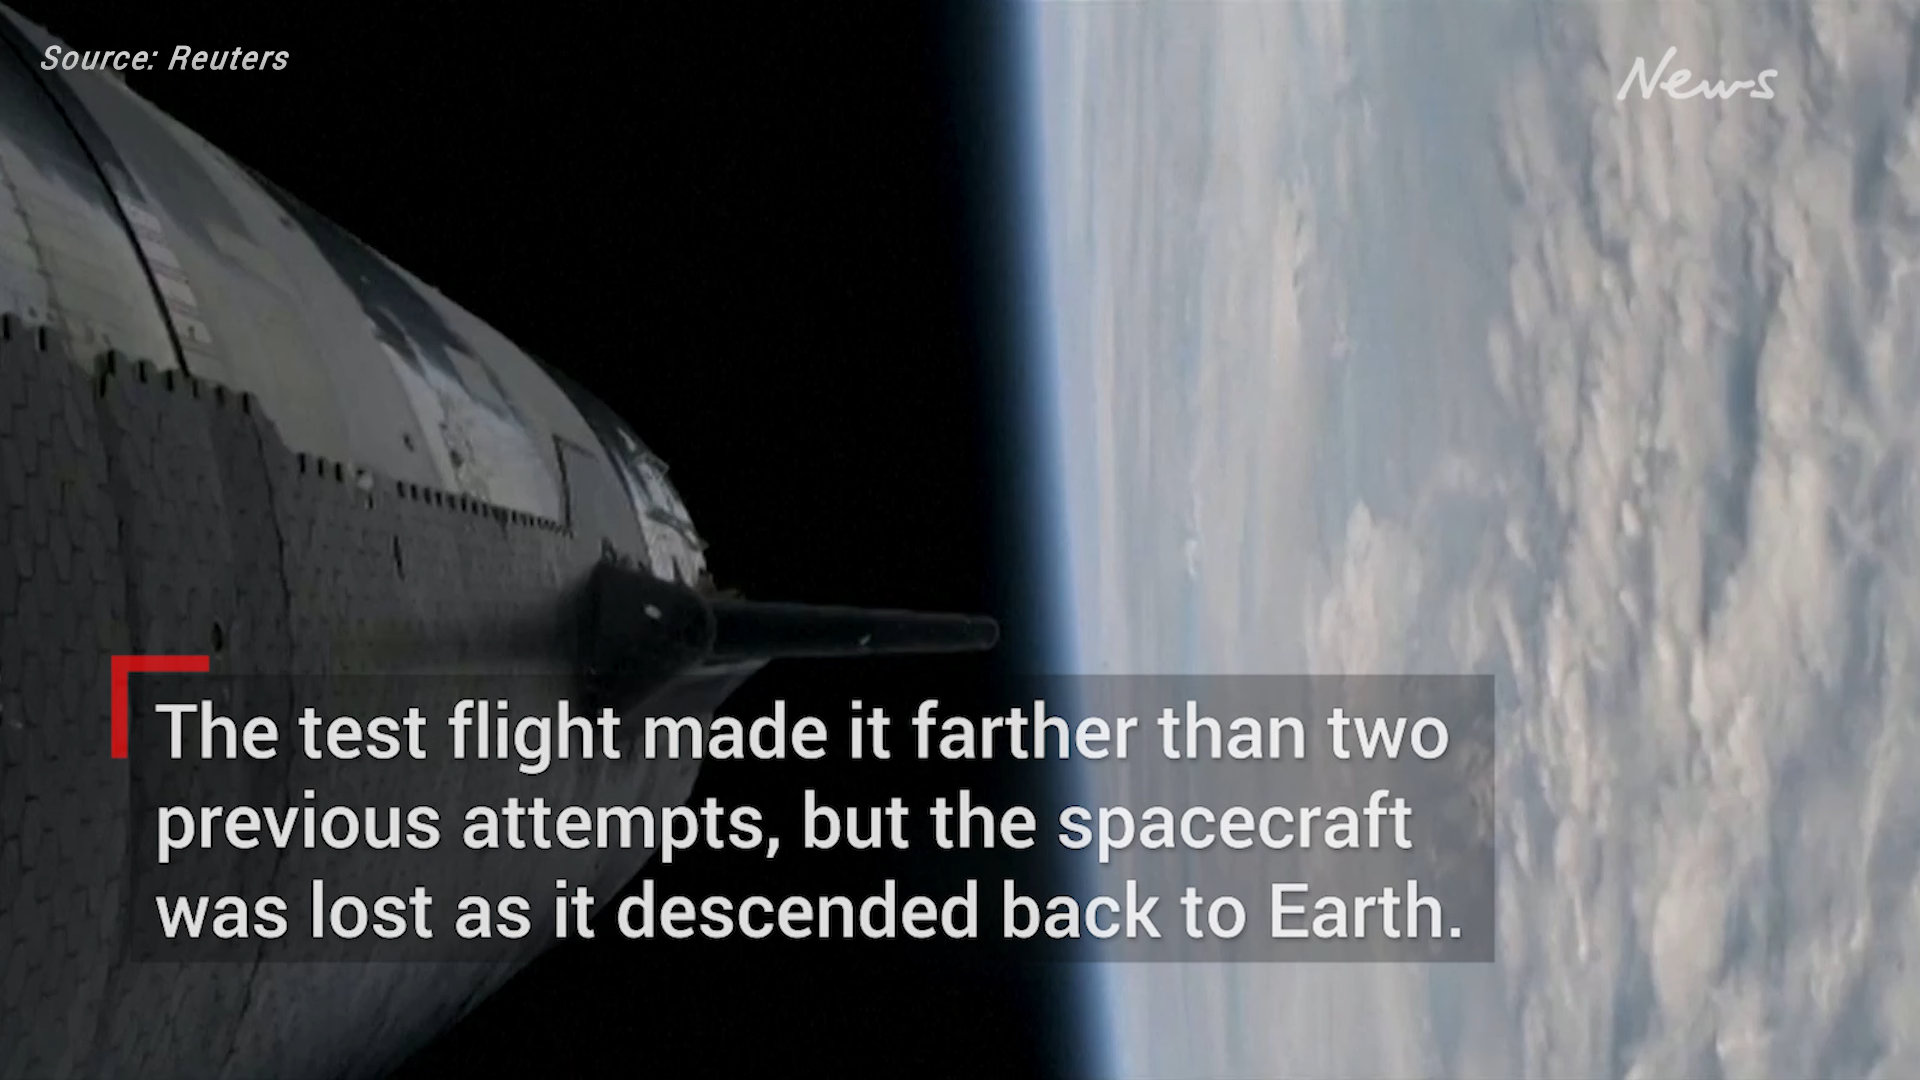 Source: Reuters
News
The test flight made it farther than two
previous attempts, but the spacecraft
was lost as it descended back to Earth.